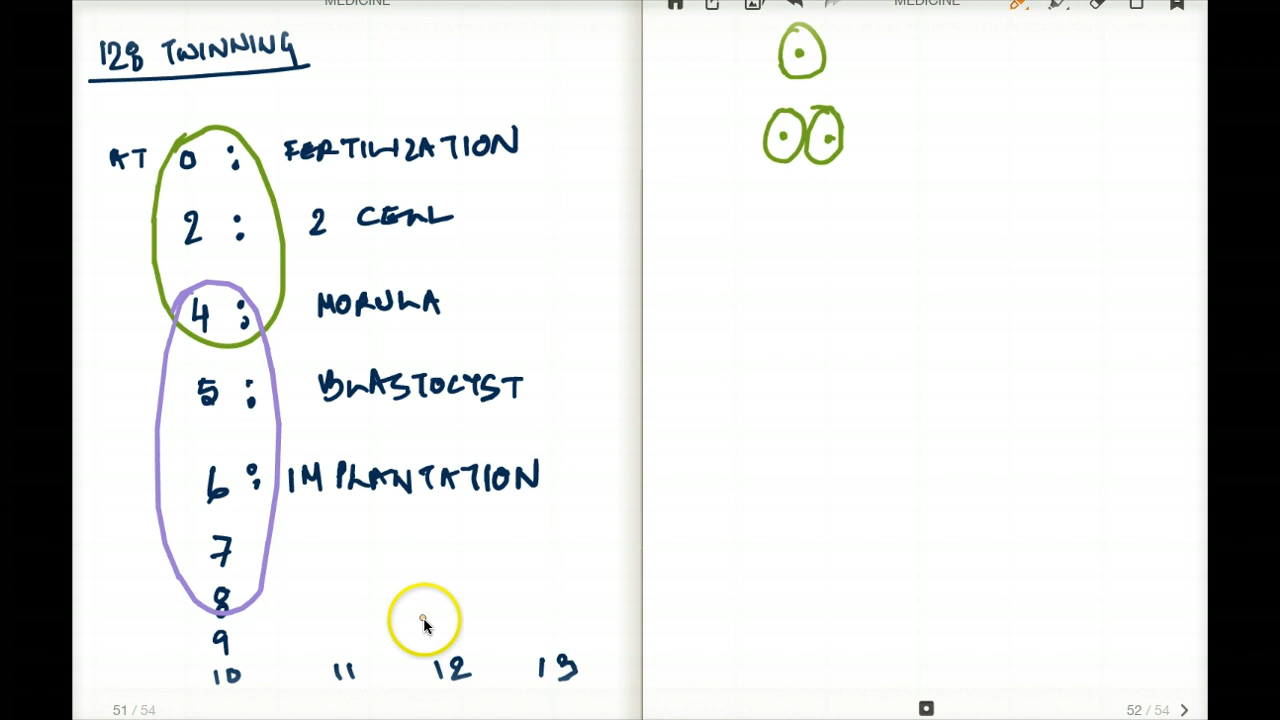 MEDICINE
128 TWINNING
AT 0 : FERTILIZATION
2 : 2 CELL
4 : MORULA
5 : BLASTOCYST
6 : IMPLANTATION
7
8
9
10 11 12 13
51 / 54
MEDICINE
52 / 54